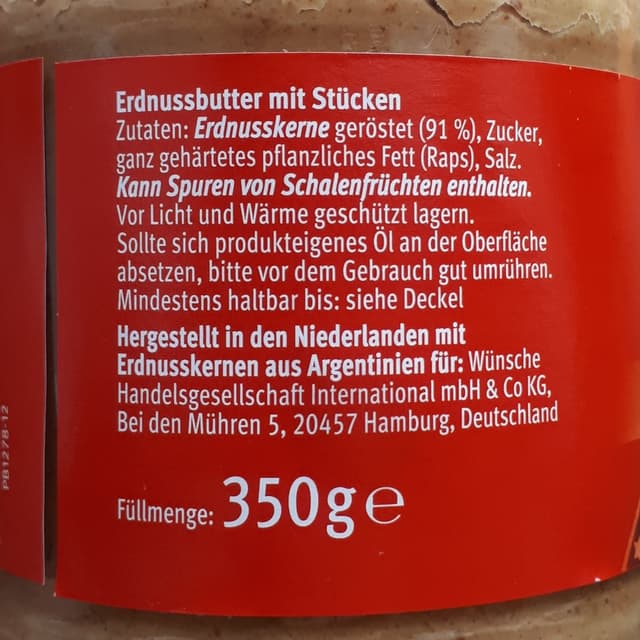 Erdnussbutter mit Stücken
Zutaten: Erdnusskerne geröstet (91 %), Zucker,
ganz gehärtetes pflanzliches Fett (Raps), Salz.
Kann Spuren von Schalenfrüchten enthalten.
Vor Licht und Wärme geschützt lagern.
Sollte sich produkteigenes Öl an der Oberfläche
absetzen, bitte vor dem Gebrauch gut umrühren.
Mindestens haltbar bis: siehe Deckel
Hergestellt in den Niederlanden mit
Erdnusskernen aus Argentinien für: Wünsche
Handelsgesellschaft International mbH & Co KG,
Bei den Mühren 5, 20457 Hamburg, Deutschland
Füllmenge: 350g℮
PB1278-12